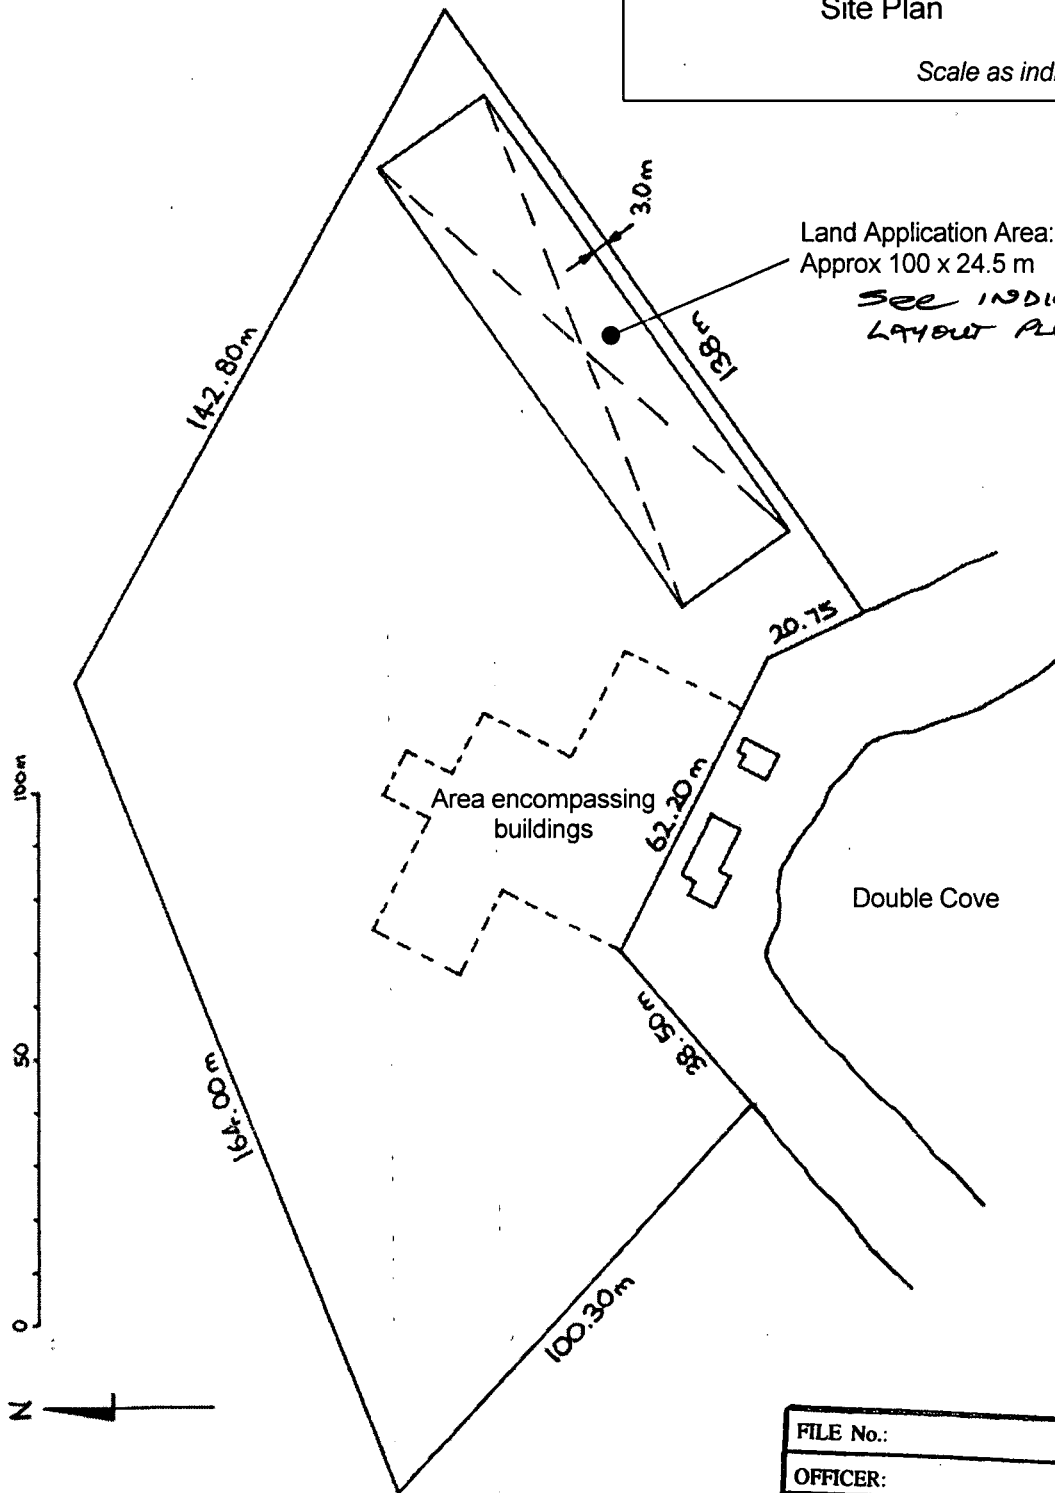 Site Plan
Scale as ind
3.0m
Land Application Area:
Approx 100 x 24.5 m
SEE INDI
LAYOUT PL
138m
142.80m
20.75
100m
Area encompassing
buildings
62.20m
Double Cove
38.50m
50
164.00m
100.30m
0
N
FILE No.:
OFFICER: